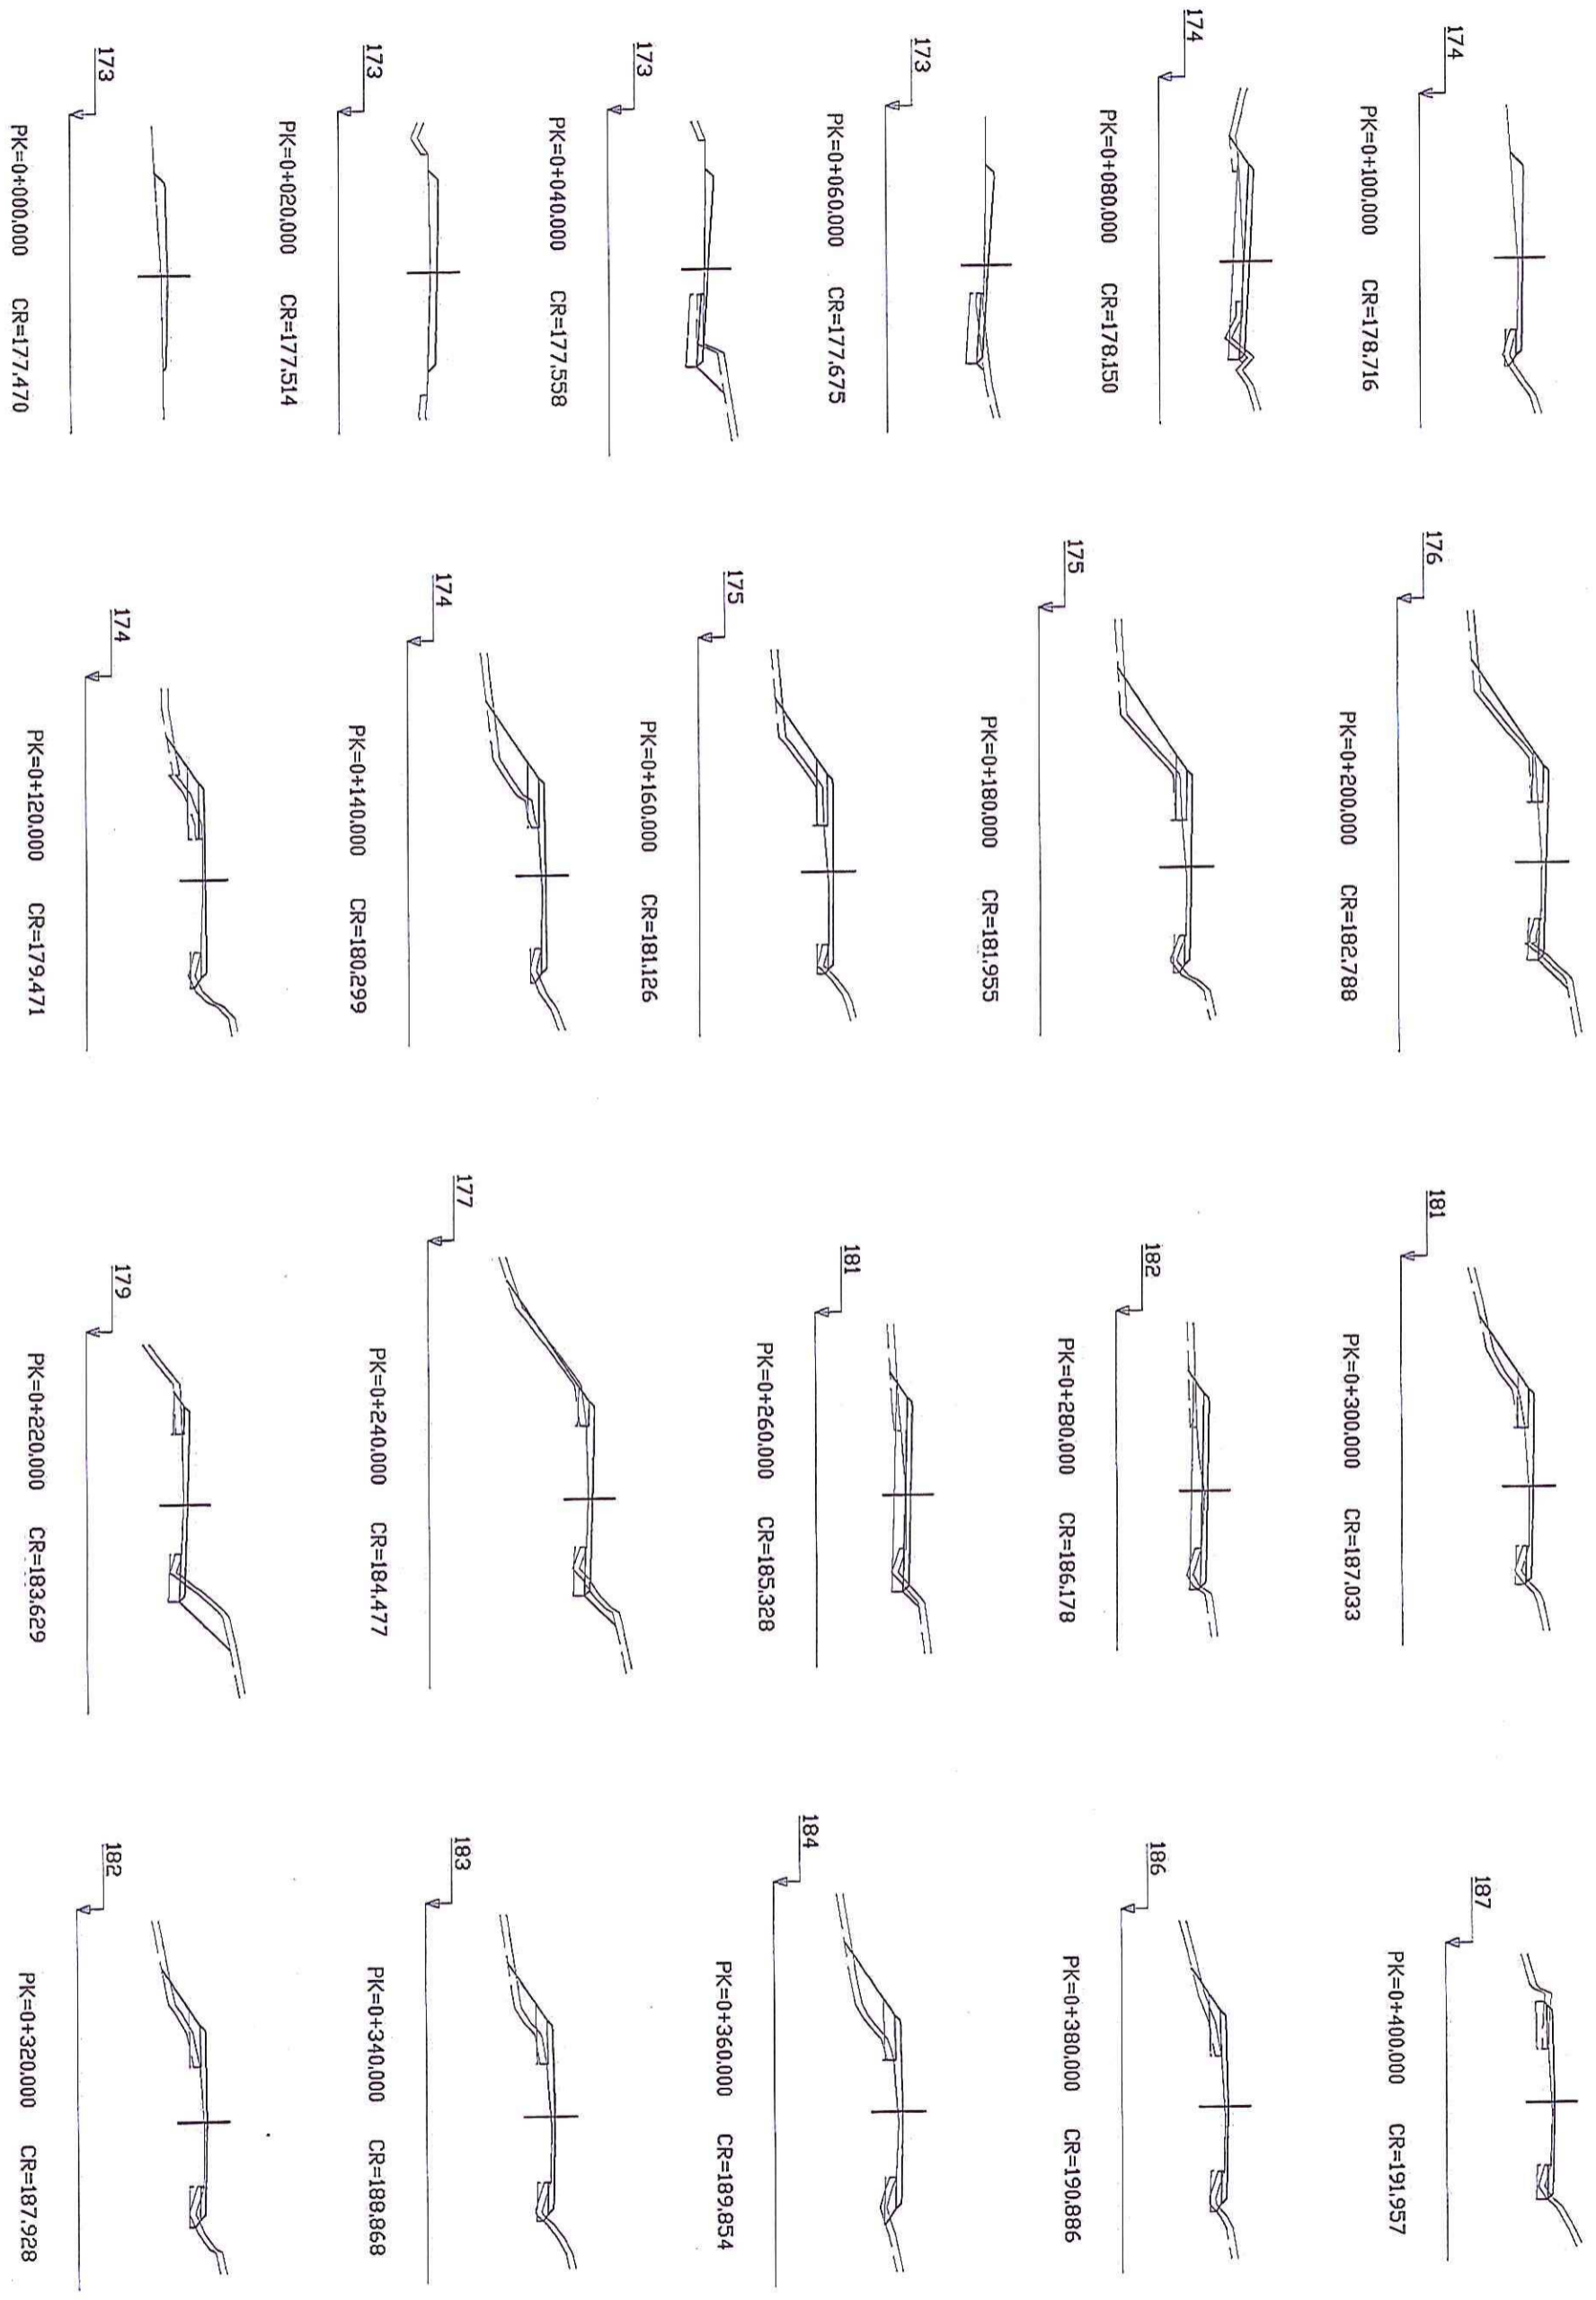 173
PK=0+000.000 CR=177.470
173
PK=0+020.000 CR=177.514
173
PK=0+040.000 CR=177.558
173
PK=0+060.000 CR=177.675
174
PK=0+080.000 CR=178.150
174
PK=0+100.000 CR=178.716
174
PK=0+120.000 CR=179.471
174
PK=0+140.000 CR=180.299
175
PK=0+160.000 CR=181.126
175
PK=0+180.000 CR=181.955
176
PK=0+200.000 CR=182.788
179
PK=0+220.000 CR=183.629
177
PK=0+240.000 CR=184.477
181
PK=0+260.000 CR=185.328
182
PK=0+280.000 CR=186.178
181
PK=0+300.000 CR=187.033
182
PK=0+320.000 CR=187.928
183
PK=0+340.000 CR=188.868
184
PK=0+360.000 CR=189.854
186
PK=0+380.000 CR=190.886
187
PK=0+400.000 CR=191.957